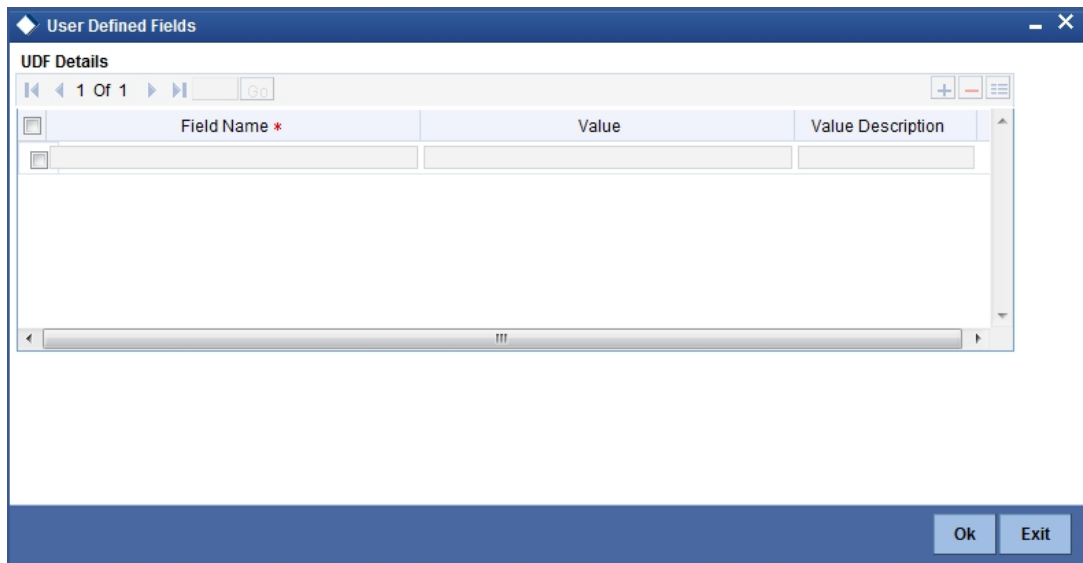 User Defined Fields
UDF Details
1 Of 1 Go
Field Name * Value Value Description
Ok Exit